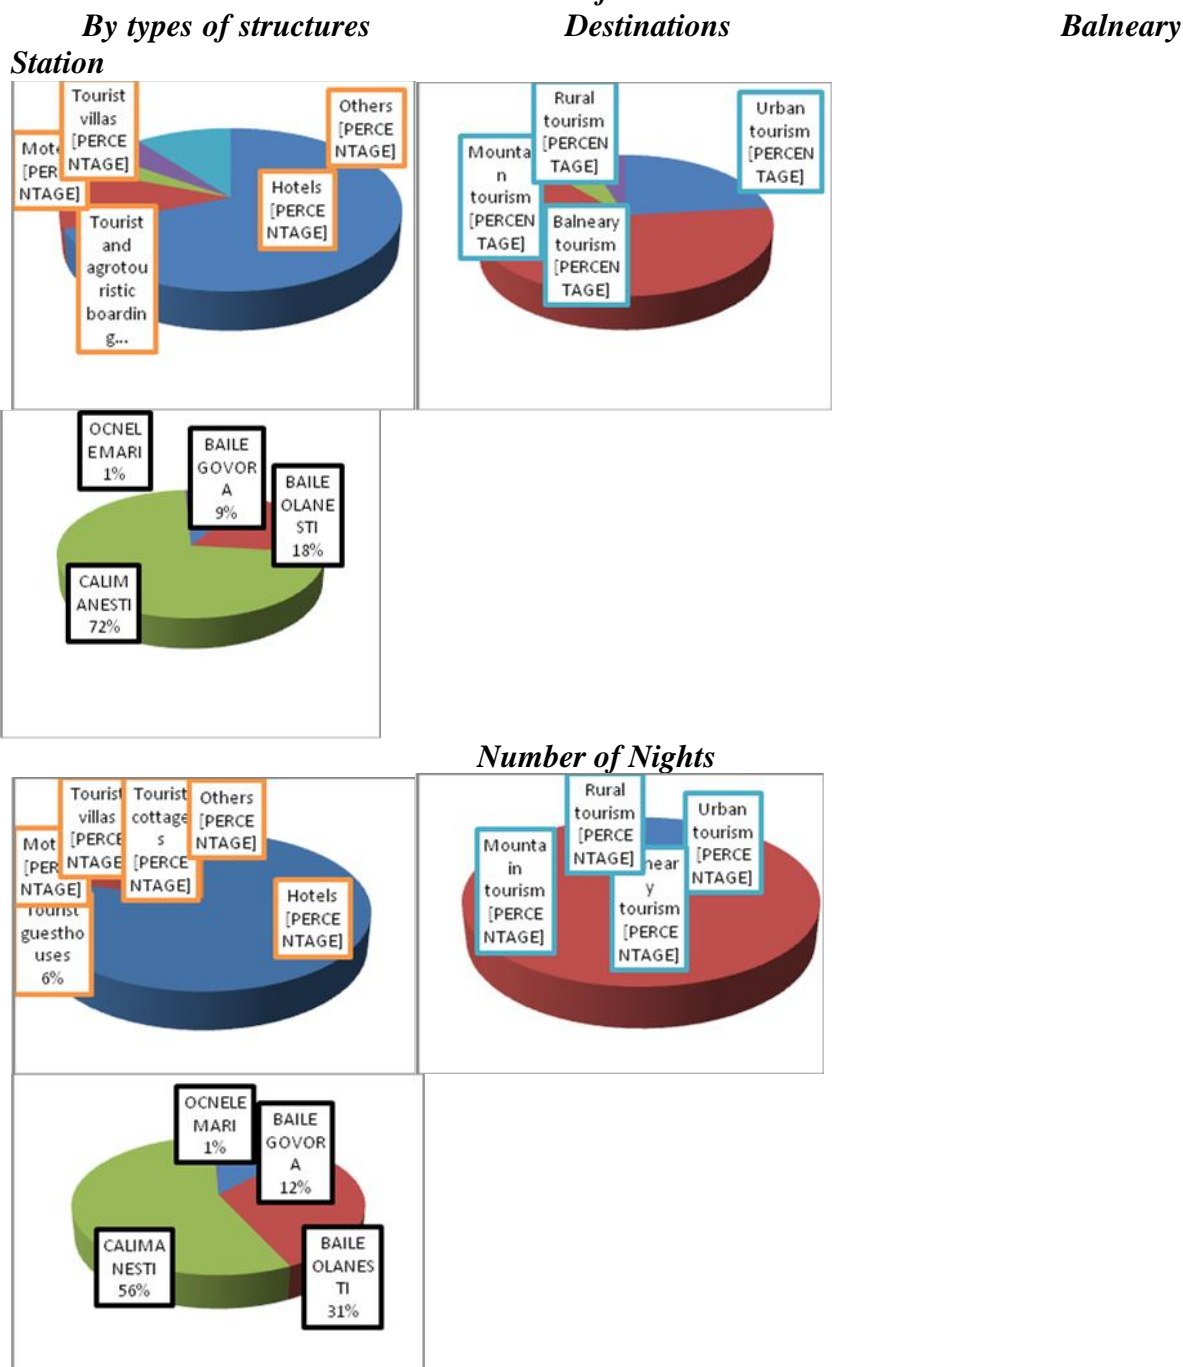 By types of structures Destinations Balneary
Station
Tourist
villas
[PERCE
NTAGE]
[PER
NTAGE]
Others
[PERCE
NTAGE]
Hotels
[PERCE
NTAGE]
Tourist
and
agrotou
ristic
boardin
g...
Rural
tourism
[PERCEN
TAGE]
Urban
tourism
[PERCEN
TAGE]
Mounta
n
tourism
[PERCEN
TAGE]
Balneary
tourism
[PERCEN
TAGE]
OCNEL
EMARI
1%
BAILE
GOVOR
A
9%
BAILE
OLANE
STI
18%
CALIM
ANESTI
72%
Number of Nights
Tourist
villas
[PERCE
NTAGE
Tourist
cottage
s
[PERCE
NTAGE]
Others
[PERCE
NTAGE]
Mot
[PER
NTAGE]
Tourist
guestho
uses
6%
Hotels
[PERCE
NTAGE]
Rural
tourism
[PERCE
NTAGE]
Urban
tourism
[PERCE
NTAGE]
Mounta
in
tourism
[PERCE
NTAGE]
near
y
tourism
[PERCE
NTAGE]
OCNELE
MARI
1%
BAILE
GOVOR
A
12%
CALIMA
NESTI
56%
BAILE
OLANES
TI
31%